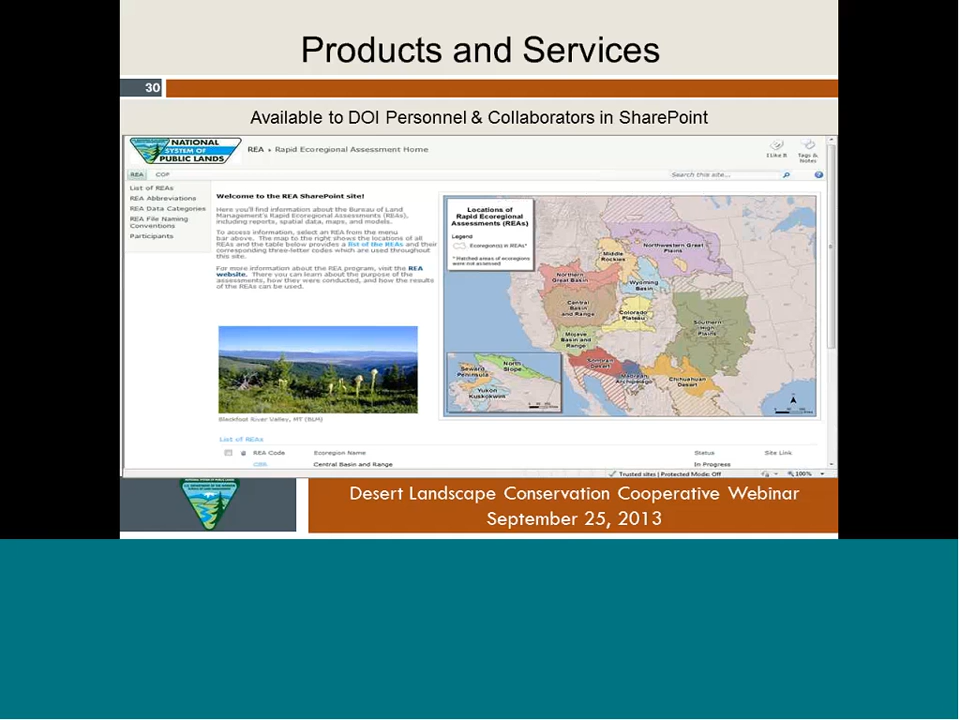 Products and Services
30
Available to DOI Personnel & Collaborators in SharePoint
NATIONAL
SYSTEM OF
PUBLIC LANDS
REA ▸ Rapid Ecoregional Assessment Home
I Like It
Tags & Notes
REA COP
Search this site...
List of REAs
REA Abbreviations
REA Data Categories
REA File Naming
Conventions
Participants
Welcome to the REA SharePoint site!
Here you'll find information about the Bureau of Land
Management's Rapid Ecoregional Assessments (REAs),
including reports, spatial data, maps, and models.
To access information, select an REA from the menu
bar above. The map to the right shows the locations of all
REAs and the table below provides a list of the REAs and their
corresponding three-letter codes which are used throughout
this site.
For more information about the REA program, visit the REA
website. There you can learn about the purpose of the
assessments, how they were conducted, and how the results
of the REAs can be used.
Blackfoot River Valley, MT (BLM)
Locations of
Rapid Ecoregional
Assessments (REAs)
Legend
Ecoregion(s) in REAs*
* Hatched areas of ecoregions
were not assessed
Northwestern Great
Plains
Middle
Rockies
Northern
Great Basin
Wyoming
Basin
Central
Basin
and Range
Colorado
Plateau
Southern
High
Plains
Mojave
Basin and
Range
Sonoran
Desert
Madrean
Archipelago
Chihuahuan
Desert
North
Slope
Seward
Peninsula
Yukon
Kuskokwim
List of REAs
REA Code Ecoregion Name Status Site Link
CBR Central Basin and Range In Progress
Trusted sites | Protected Mode: Off
100%
Desert Landscape Conservation Cooperative Webinar
September 25, 2013